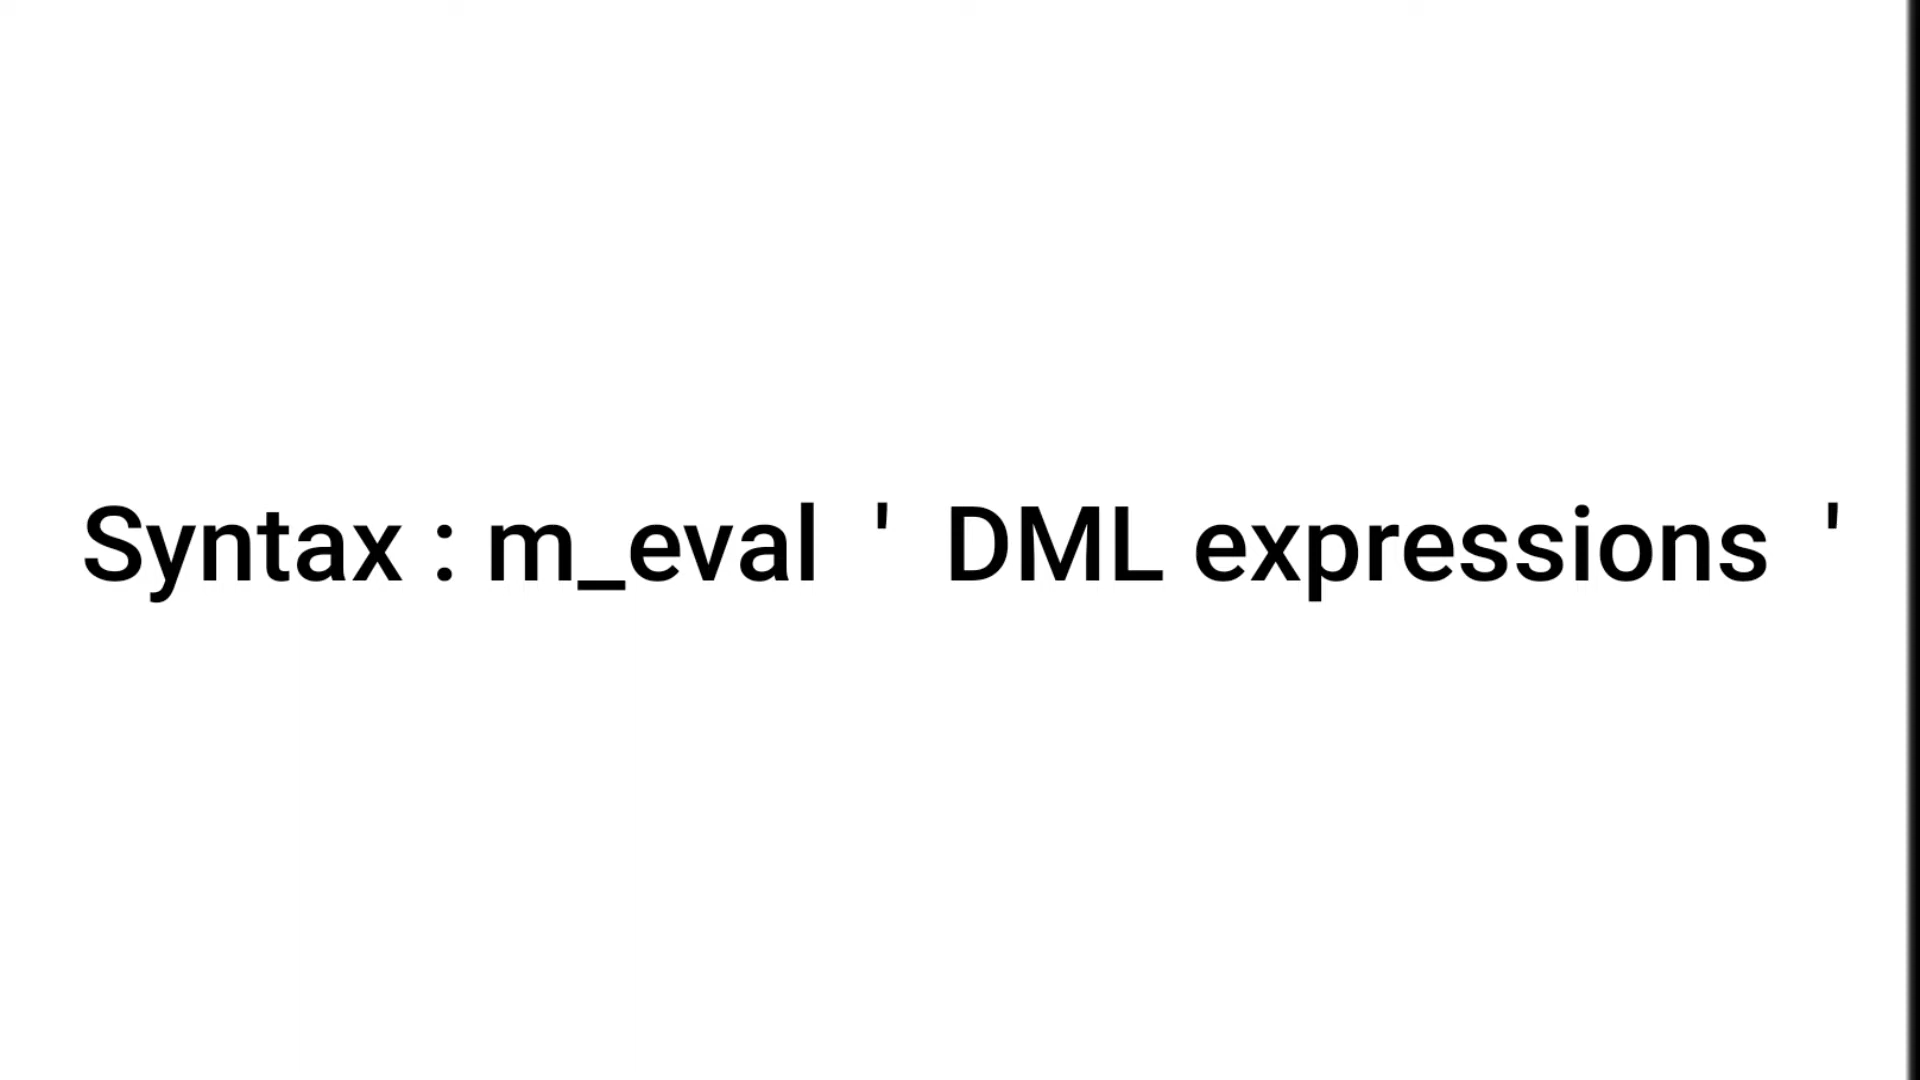 Syntax : m_eval ' DML expressions '